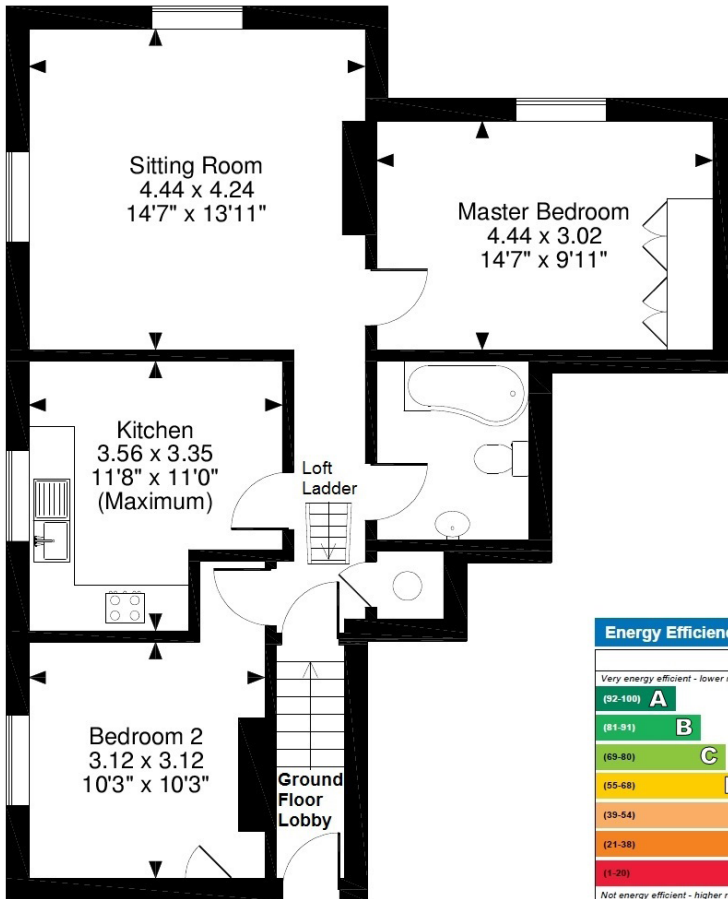 Sitting Room
4.44 x 4.24
14'7" x 13'11"
Master Bedroom
4.44 x 3.02
14'7" x 9'11"
Kitchen
3.56 x 3.35
11'8" x 11'0"
(Maximum)
Loft
Ladder
Bedroom 2
3.12 x 3.12
10'3" x 10'3"
Ground
Floor
Lobby
Energy
Very energy efficient - lower
(92-100) A
(81-91) B
(69-80) C
(55-68)
(39-54)
(21-38)
(1-20)
Not energy efficient - higher